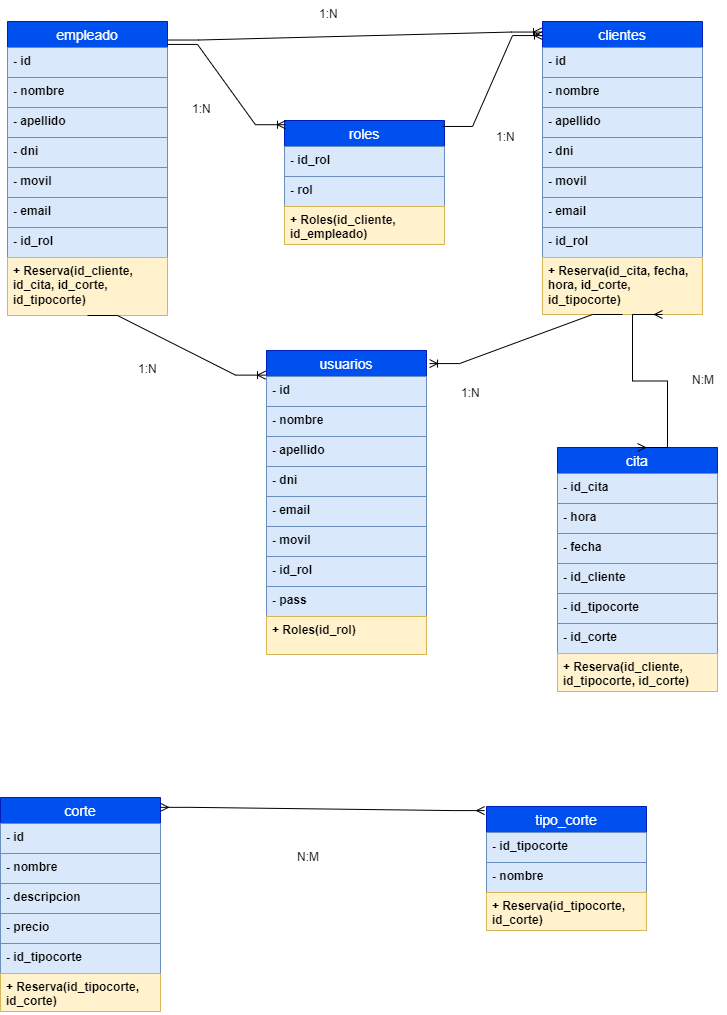 1:N
empleado
- id
- nombre
- apellido
- dni
- movil
- email
- id_rol
+ Reserva(id_cliente,
id_cita, id_corte,
id_tipocorte)
1:N
roles
- id_rol
- rol
+ Roles(id_cliente,
id_empleado)
1:N
clientes
- id
- nombre
- apellido
- dni
- movil
- email
- id_rol
+ Reserva(id_cita, fecha,
hora, id_corte,
id_tipocorte)
1:N
usuarios
- id
- nombre
- apellido
- dni
- email
- movil
- id_rol
- pass
+ Roles(id_rol)
1:N
N:M
cita
- id_cita
- hora
- fecha
- id_cliente
- id_tipocorte
- id_corte
+ Reserva(id_cliente,
id_tipocorte, id_corte)
corte
- id
- nombre
- descripcion
- precio
- id_tipocorte
+ Reserva(id_tipocorte,
id_corte)
N:M
tipo_corte
- id_tipocorte
- nombre
+ Reserva(id_tipocorte,
id_corte)